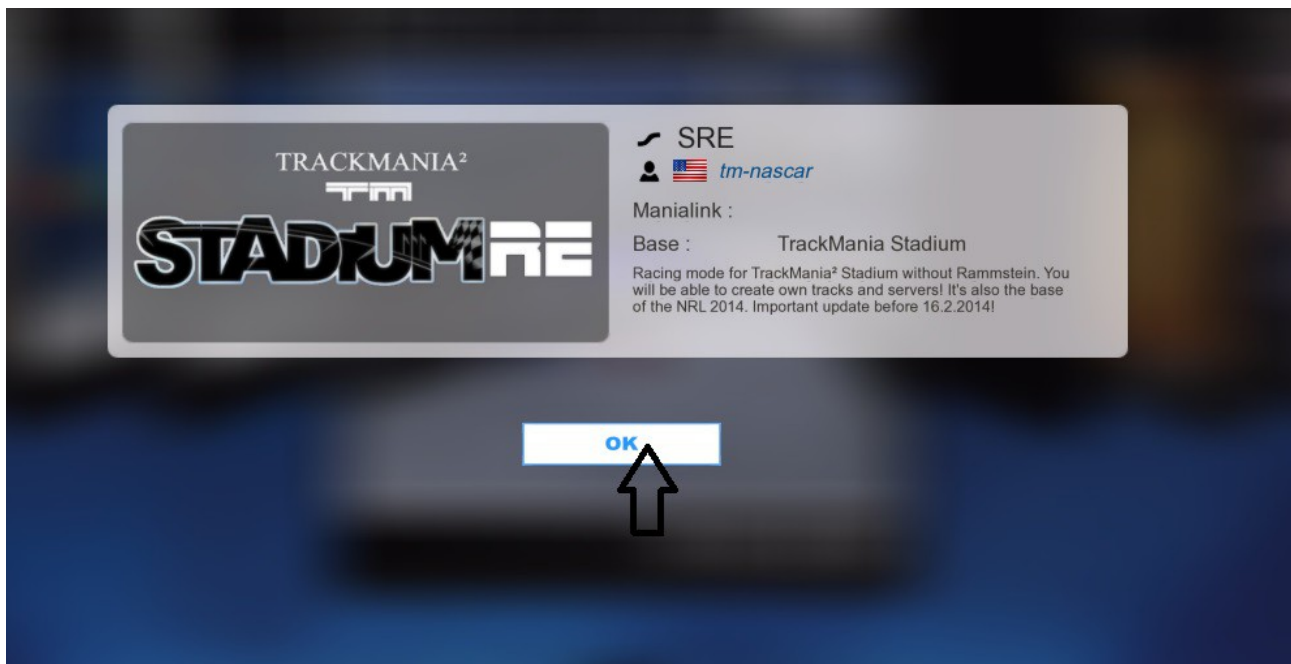 TRACKMANIA²
TM
STADIUM RE
SRE
tm-nascar
Manialink :
Base : TrackMania Stadium
Racing mode for TrackMania² Stadium without Rammstein. You
will be able to create own tracks and servers! It's also the base
of the NRL 2014. Important update before 16.2.2014!
OK